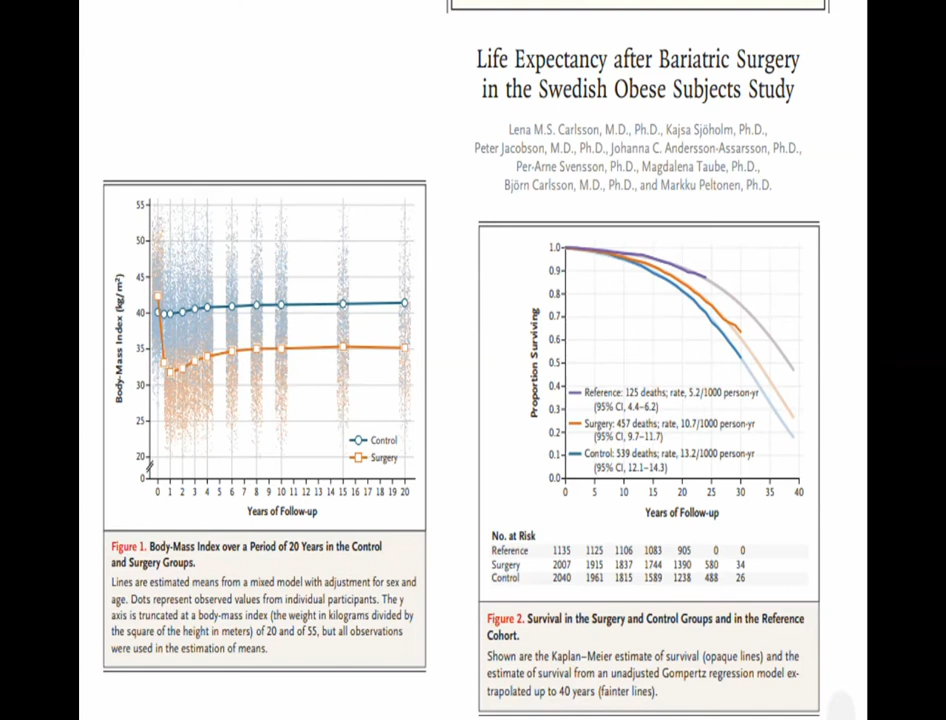 Life Expectancy after Bariatric Surgery
in the Swedish Obese Subjects Study
Lena M.S. Carlsson, M.D., Ph.D., Kajsa Sjöholm, Ph.D.,
Peter Jacobson, M.D., Ph.D., Johanna C. Andersson-Assarsson, Ph.D.,
Per-Arne Svensson, Ph.D., Magdalena Taube, Ph.D.,
Björn Carlsson, M.D., Ph.D., and Markku Peltonen, Ph.D.
Body-Mass Index (kg/m²)
55
50
45
40
35
30
25
20
0
Control
Surgery
0 1 2 3 4 5 6 7 8 9 10 11 12 13 14 15 16 17 18 19 20
Years of Follow-up
Figure 1. Body-Mass Index over a Period of 20 Years in the Control
and Surgery Groups.
Lines are estimated means from a mixed model with adjustment for sex and
age. Dots represent observed values from individual participants. The y
axis is truncated at a body-mass index (the weight in kilograms divided by
the square of the height in meters) of 20 and of 55, but all observations
were used in the estimation of means.
Proportion Surviving
1.0
0.9
0.8
0.7
0.6
0.5
0.4
0.3
0.2
0.1
0.0
Reference: 125 deaths; rate, 5.2/1000 person-yr
(95% CI, 4.4–6.2)
Surgery: 457 deaths; rate, 10.7/1000 person-yr
(95% CI, 9.7–11.7)
Control: 539 deaths; rate, 13.2/1000 person-yr
(95% CI, 12.1–14.3)
0 5 10 15 20 25 30 35 40
Years of Follow-up
No. at Risk
Reference 1135 1125 1106 1083 905 0 0
Surgery 2007 1915 1837 1744 1390 580 34
Control 2040 1961 1815 1589 1238 488 26
Figure 2. Survival in the Surgery and Control Groups and in the Reference
Cohort.
Shown are the Kaplan–Meier estimate of survival (opaque lines) and the
estimate of survival from an unadjusted Gompertz regression model ex-
trapolated up to 40 years (fainter lines).